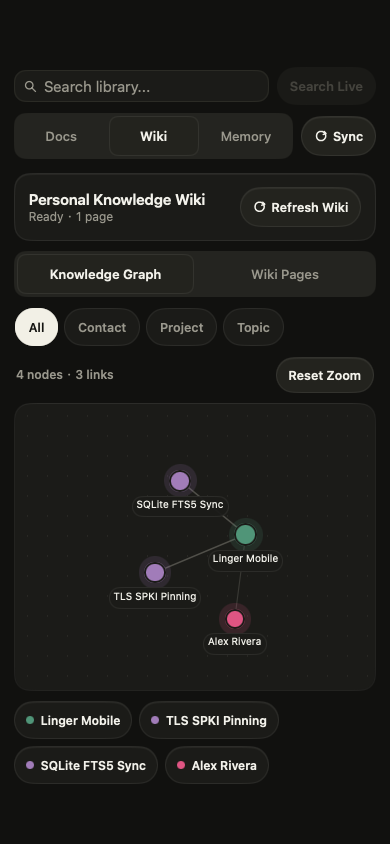 Search library...
Search Live
Docs
Wiki
Memory
Sync
Personal Knowledge Wiki
Ready · 1 page
Refresh Wiki
Knowledge Graph
Wiki Pages
All
Contact
Project
Topic
4 nodes · 3 links
Reset Zoom
SQLite FTS5 Sync
Linger Mobile
TLS SPKI Pinning
Alex Rivera
Linger Mobile
TLS SPKI Pinning
SQLite FTS5 Sync
Alex Rivera